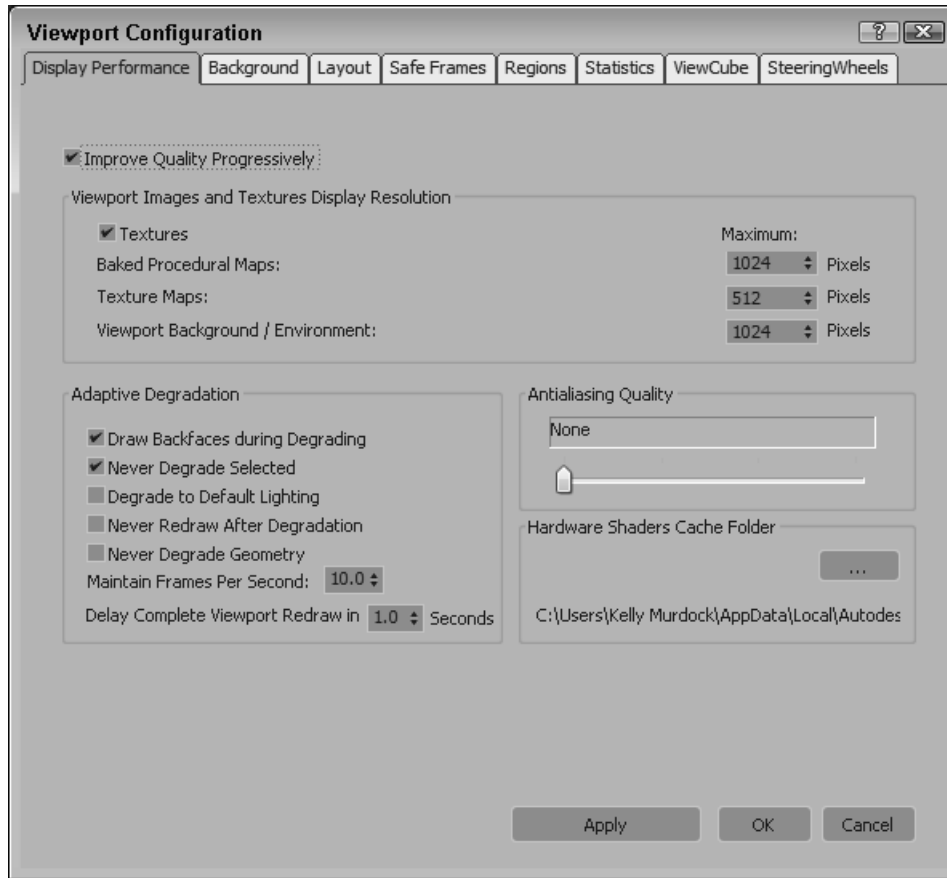 Viewport Configuration
?
Display Performance Background Layout Safe Frames Regions Statistics ViewCube SteeringWheels
Improve Quality Progressively
Viewport Images and Textures Display Resolution
Textures Maximum:
Baked Procedural Maps: 1024 Pixels
Texture Maps: 512 Pixels
Viewport Background / Environment: 1024 Pixels
Adaptive Degradation
Draw Backfaces during Degrading
Never Degrade Selected
Degrade to Default Lighting
Never Redraw After Degradation
Never Degrade Geometry
Maintain Frames Per Second: 10.0
Delay Complete Viewport Redraw in 1.0 Seconds
Antialiasing Quality
None
Hardware Shaders Cache Folder
...
C:\Users\Kelly Murdock\AppData\Local\Autodes
Apply OK Cancel